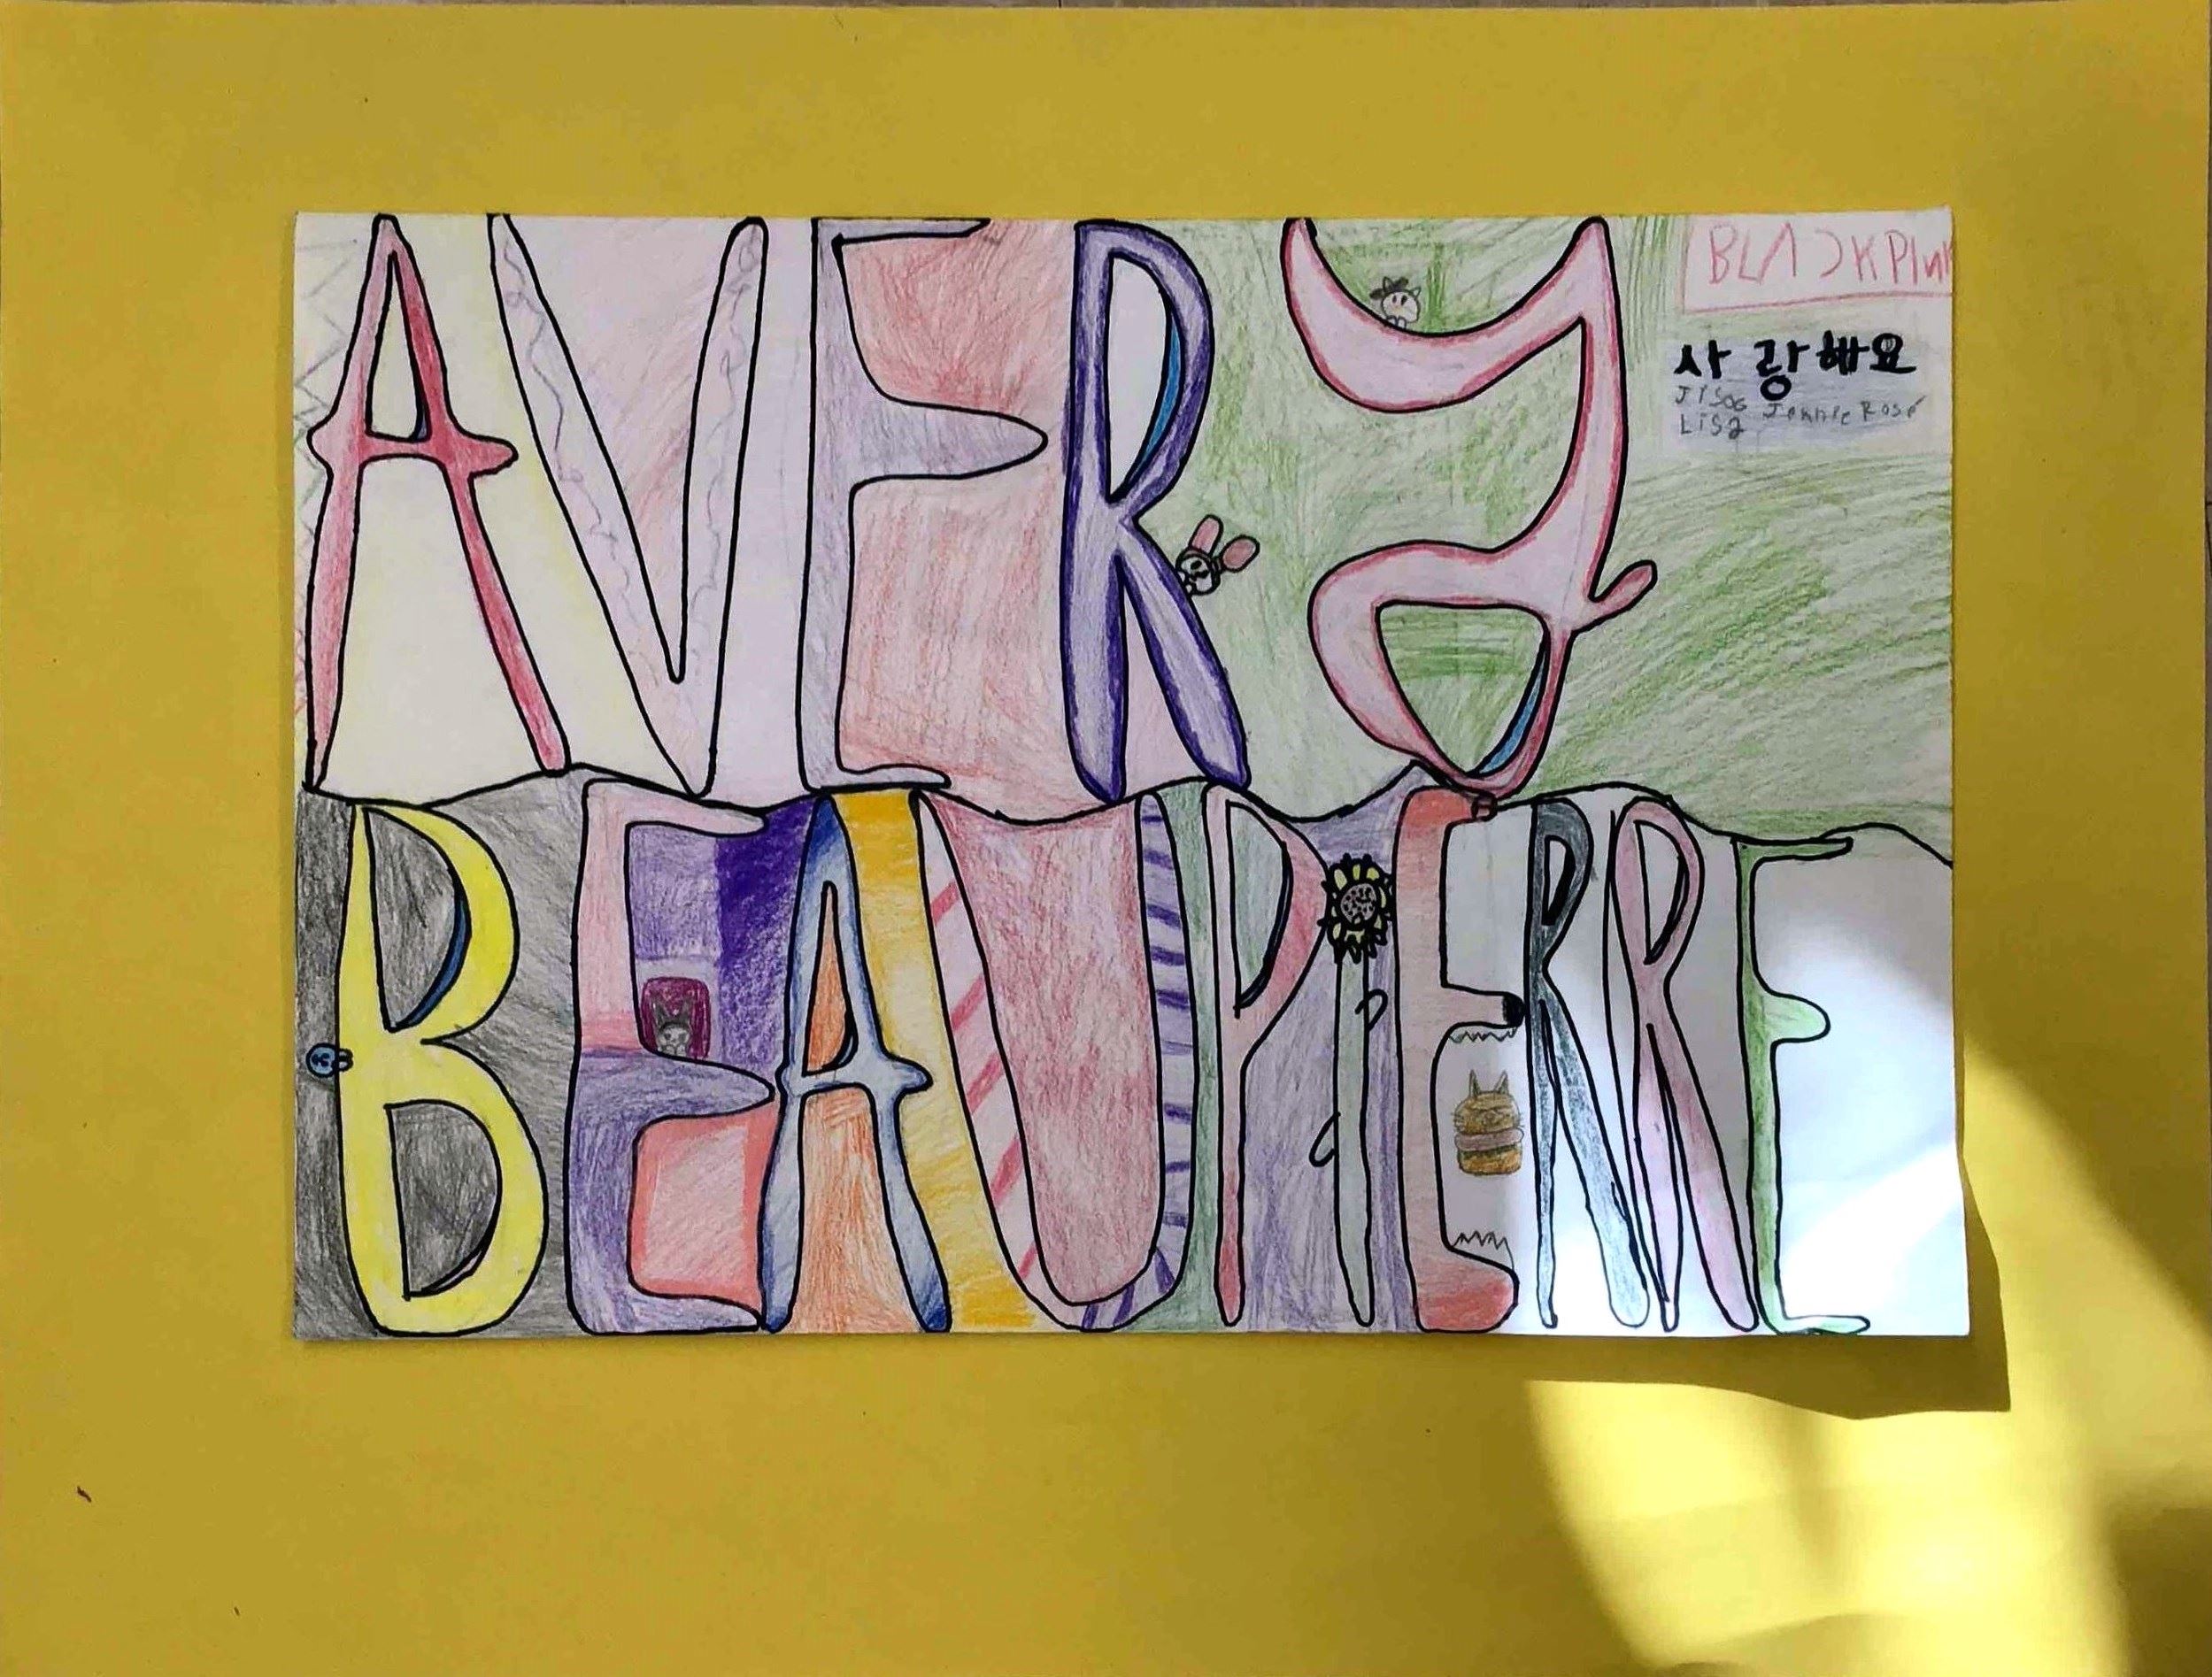 AVERY
BLACKPINK
사랑해요
Jisoo Jennie Rosé
Lisa
BEAUPIERRE